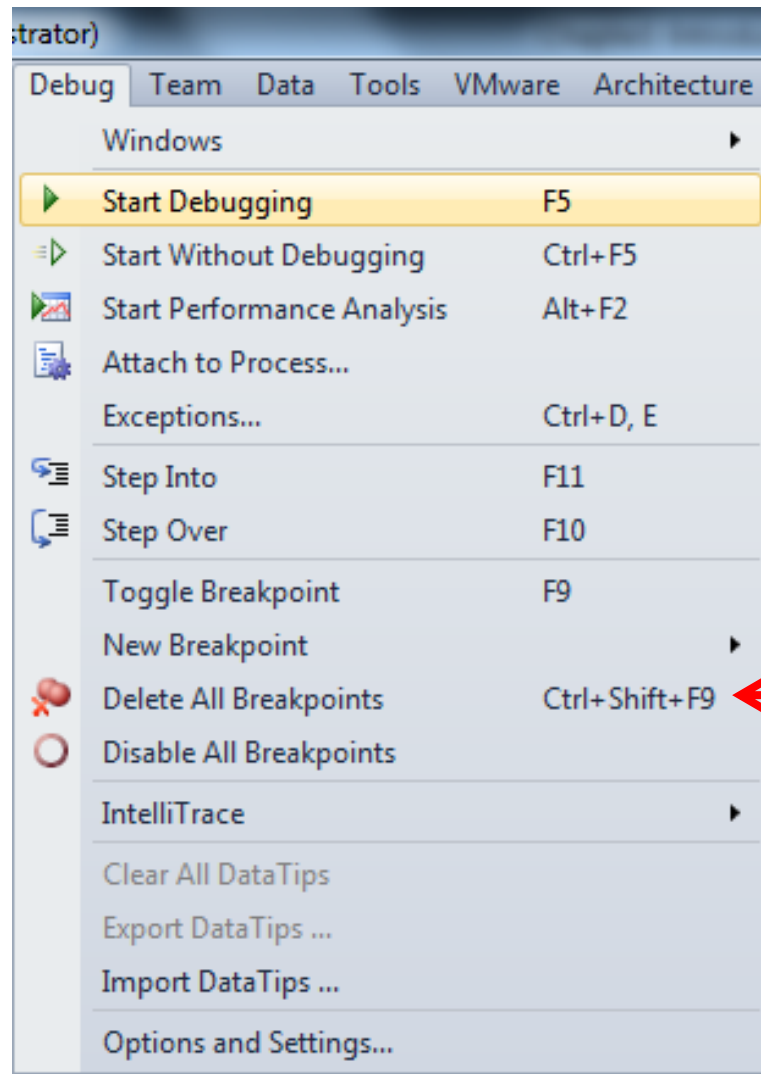 strator)
Debug Team Data Tools VMware Architecture
Windows
Start Debugging F5
Start Without Debugging Ctrl+F5
Start Performance Analysis Alt+F2
Attach to Process...
Exceptions... Ctrl+D, E
Step Into F11
Step Over F10
Toggle Breakpoint F9
New Breakpoint
Delete All Breakpoints Ctrl+Shift+F9
Disable All Breakpoints
IntelliTrace
Clear All DataTips
Export DataTips ...
Import DataTips ...
Options and Settings...